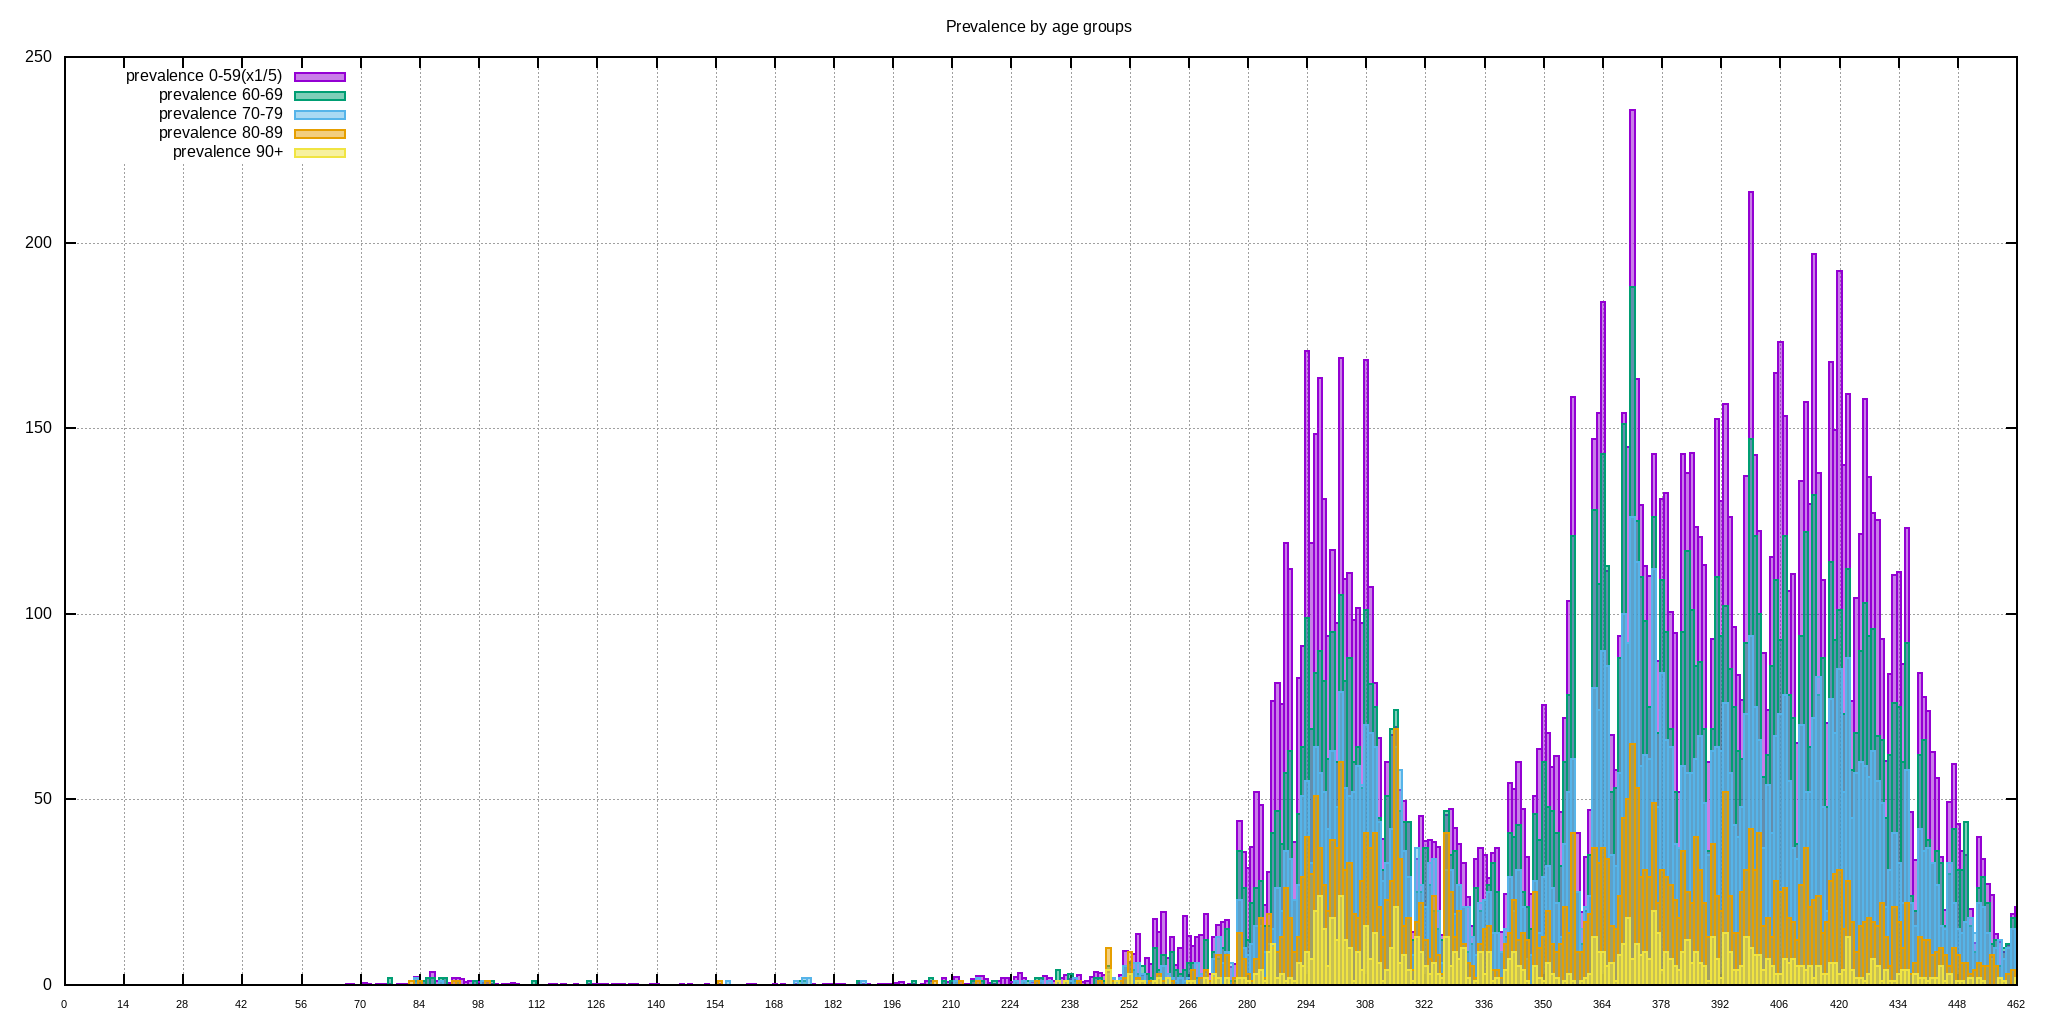 Prevalence by age groups
250
200
150
100
50
0
prevalence 0-59(x1/5)
prevalence 60-69
prevalence 70-79
prevalence 80-89
prevalence 90+
0 14 28 42 56 70 84 98 112 126 140 154 168 182 196 210 224 238 252 266 280 294 308 322 336 350 364 378 392 406 420 434 448 462